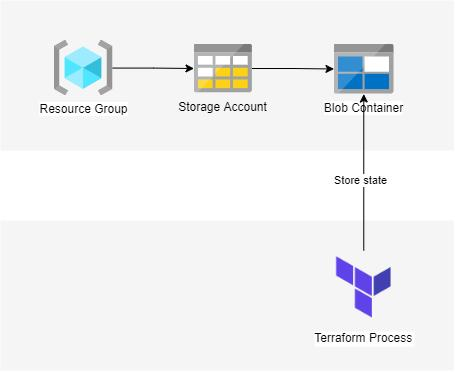 Resource Group
Storage Account
Blob Container
Store state
Terraform Process